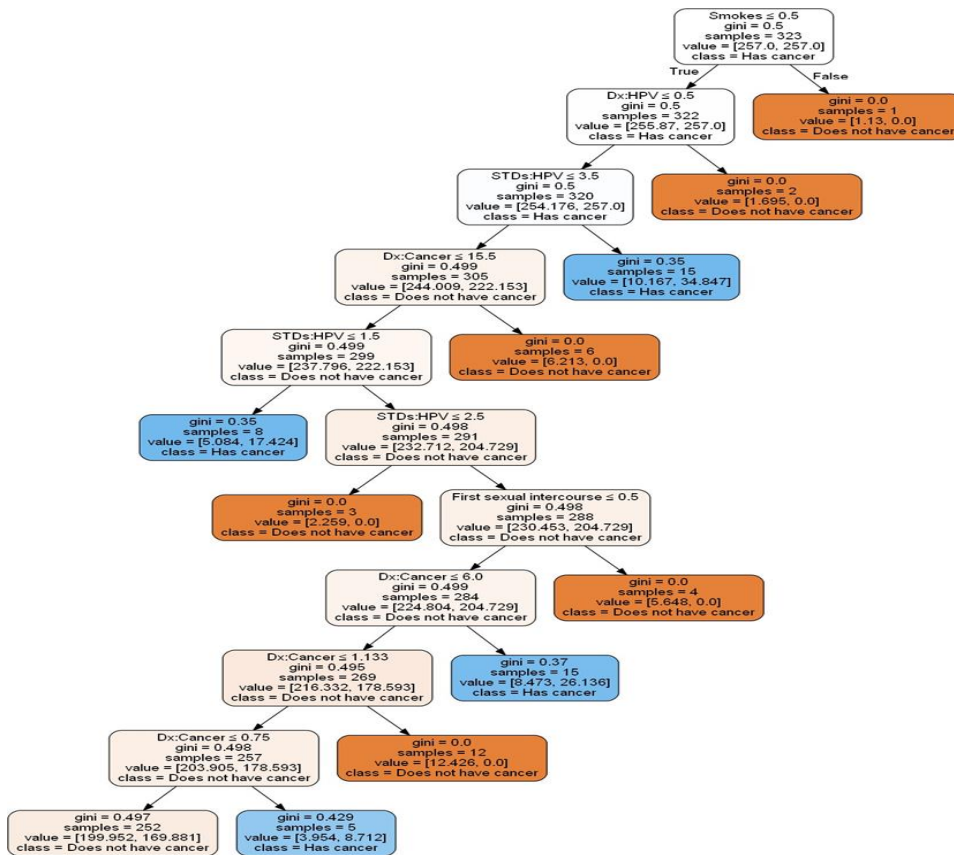 Smokes ≤ 0.5
gini = 0.5
samples = 323
value = [257.0, 257.0]
class = Has cancer
True
False
Dx:HPV ≤ 0.5
gini = 0.5
samples = 322
value = [255.87, 257.0]
class = Has cancer
gini = 0.0
samples = 1
value = [1.13, 0.0]
class = Does not have cancer
STDs:HPV ≤ 3.5
gini = 0.5
samples = 320
value = [254.176, 257.0]
class = Has cancer
gini = 0.0
samples = 2
value = [1.695, 0.0]
class = Does not have cancer
Dx:Cancer ≤ 15.5
gini = 0.499
samples = 305
value = [244.009, 222.153]
class = Does not have cancer
gini = 0.35
samples = 15
value = [10.167, 34.847]
class = Has cancer
STDs:HPV ≤ 1.5
gini = 0.499
samples = 299
value = [237.796, 222.153]
class = Does not have cancer
gini = 0.0
samples = 6
value = [6.213, 0.0]
class = Does not have cancer
gini = 0.35
samples = 8
value = [5.084, 17.424]
class = Has cancer
STDs:HPV ≤ 2.5
gini = 0.498
samples = 291
value = [232.712, 204.729]
class = Does not have cancer
gini = 0.0
samples = 3
value = [2.259, 0.0]
class = Does not have cancer
First sexual intercourse ≤ 0.5
gini = 0.498
samples = 288
value = [230.453, 204.729]
class = Does not have cancer
Dx:Cancer ≤ 6.0
gini = 0.499
samples = 284
value = [224.804, 204.729]
class = Does not have cancer
gini = 0.0
samples = 4
value = [5.648, 0.0]
class = Does not have cancer
Dx:Cancer ≤ 1.133
gini = 0.495
samples = 269
value = [216.332, 178.593]
class = Does not have cancer
gini = 0.37
samples = 15
value = [8.473, 26.136]
class = Has cancer
Dx:Cancer ≤ 0.75
gini = 0.498
samples = 257
value = [203.905, 178.593]
class = Does not have cancer
gini = 0.0
samples = 12
value = [12.426, 0.0]
class = Does not have cancer
gini = 0.497
samples = 252
value = [199.952, 169.881]
class = Does not have cancer
gini = 0.429
samples = 5
value = [3.954, 8.712]
class = Has cancer